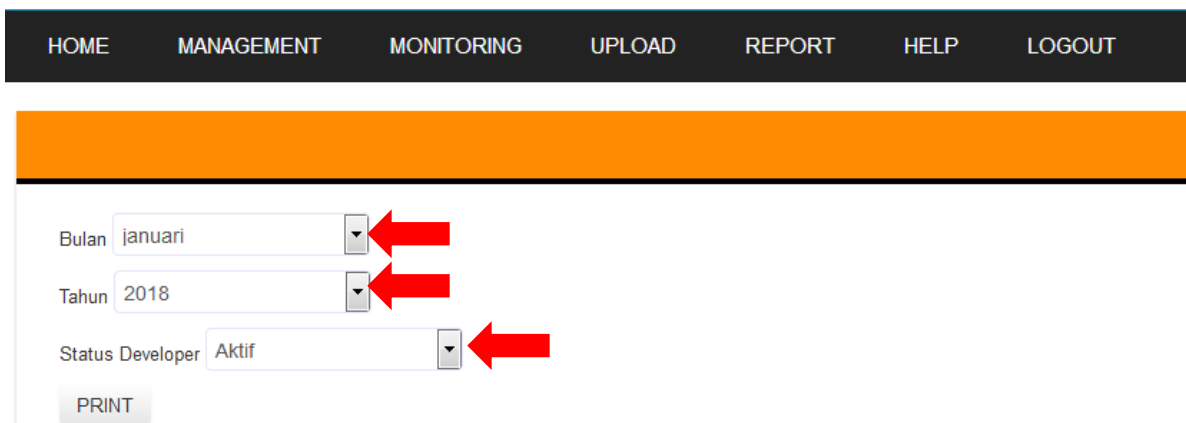 HOME MANAGEMENT MONITORING UPLOAD REPORT HELP LOGOUT
Bulan januari
Tahun 2018
Status Developer Aktif
PRINT